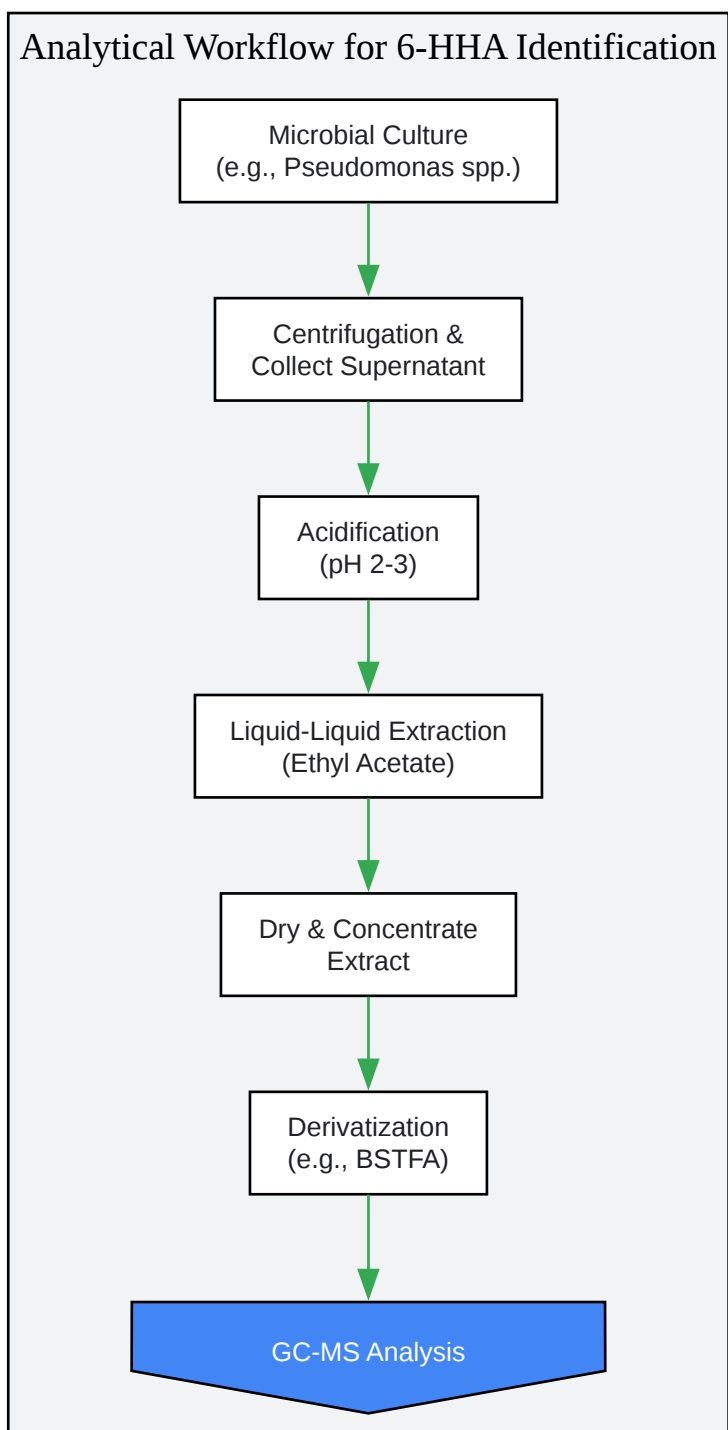 Analytical Workflow for 6-HHA Identification
Microbial Culture
(e.g., Pseudomonas spp.)
Centrifugation &
Collect Supernatant
Acidification
(pH 2-3)
Liquid-Liquid Extraction
(Ethyl Acetate)
Dry & Concentrate
Extract
Derivatization
(e.g., BSTFA)
GC-MS Analysis